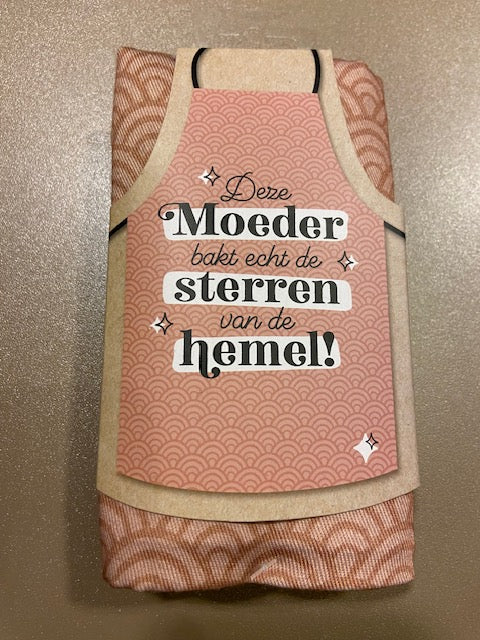 Deze
Moeder
bakt echt de
sterren
van de
hemel!